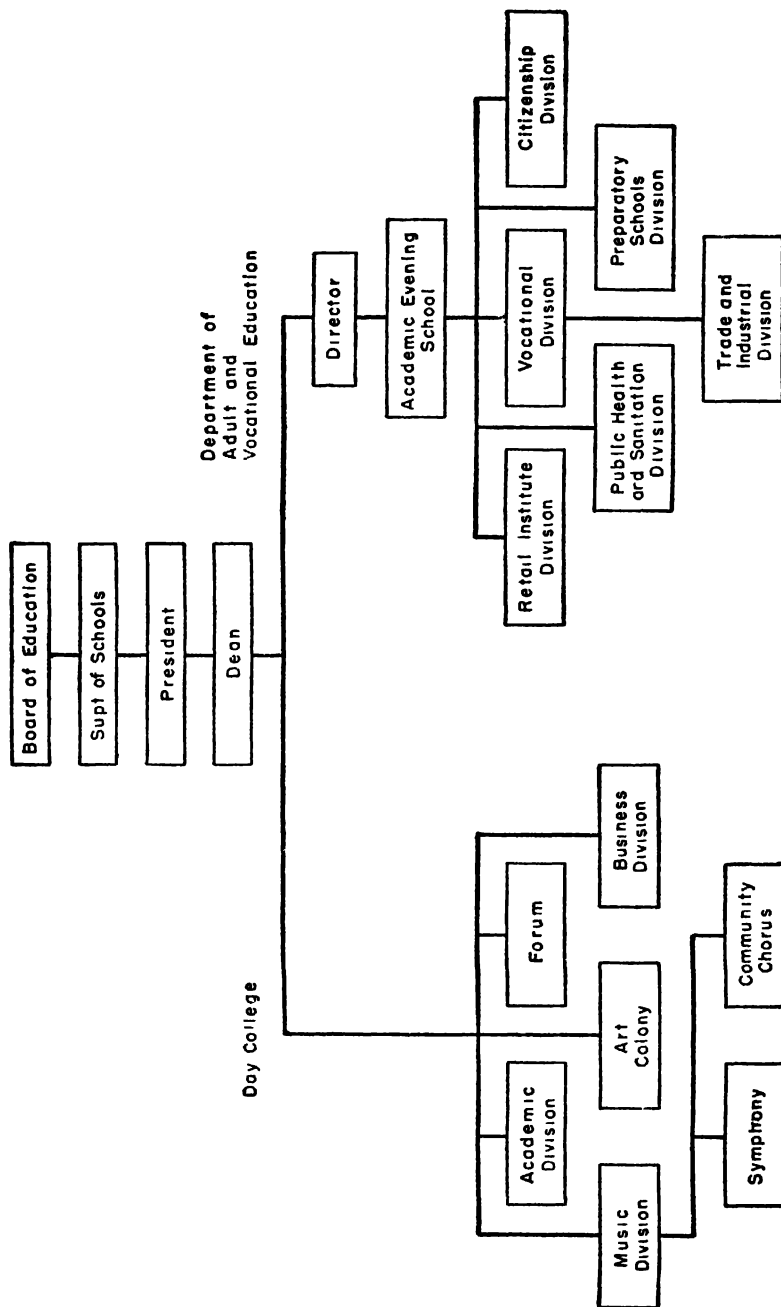 Board of Education
Supt of Schools
President
Dean
Day College
Department of
Adult and
Vocational Education
Director
Academic Evening
School
Academic
Division
Forum
Music
Division
Art
Colony
Business
Division
Symphony
Community
Chorus
Retail Institute
Division
Vocational
Division
Citizenship
Division
Public Health
and Sanitation
Division
Preparatory
Schools
Division
Trade and
Industrial
Division